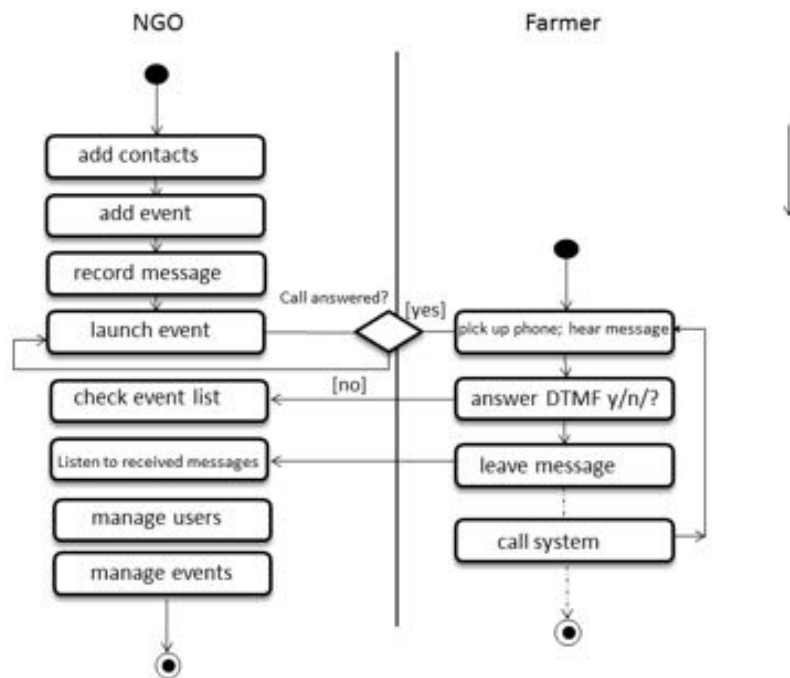 NGO
Farmer
add contacts
add event
record message
Call answered?
[yes]
launch event
pick up phone; hear message
[no]
check event list
answer DTMF y/n/?
Listen to received messages
leave message
manage users
call system
manage events